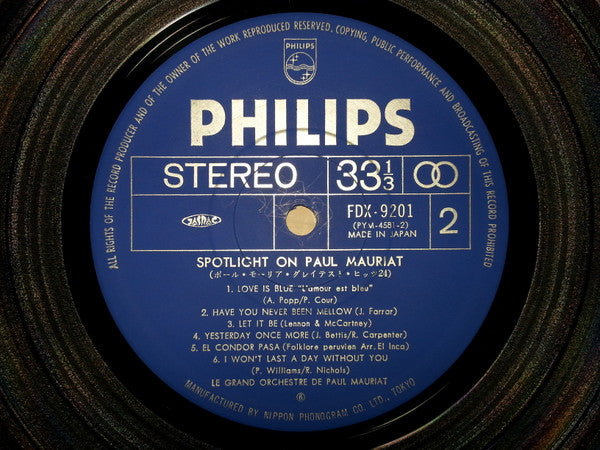 ALL RIGHTS OF THE RECORD PRODUCER AND OF THE OWNER OF THE WORK REPRODUCED RESERVED. COPYING, PUBLIC PERFORMANCE AND BROADCASTING OF THIS RECORD PROHIBITED
PHILIPS
PHILIPS
STEREO 33 1/3
JASRAC
FDX-9201
(PYM-4581-2)
MADE IN JAPAN
2
SPOTLIGHT ON PAUL MAURIAT
(ポール・モーリア・グレイテスト・ヒッツ24)
1. LOVE IS BLUE "L'amour est bleu"
(A. Popp/P. Cour)
2. HAVE YOU NEVER BEEN MELLOW (J. Farrar)
3. LET IT BE (Lennon & McCartney)
4. YESTERDAY ONCE MORE (J. Bettis/R. Carpenter)
5. EL CONDOR PASA (Folklore peruvien Arr. El Inca)
6. I WON'T LAST A DAY WITHOUT YOU
(P. Williams/R. Nichols)
LE GRAND ORCHESTRE DE PAUL MAURIAT
⑥
MANUFACTURED BY NIPPON PHONOGRAM CO. LTD., TOKYO